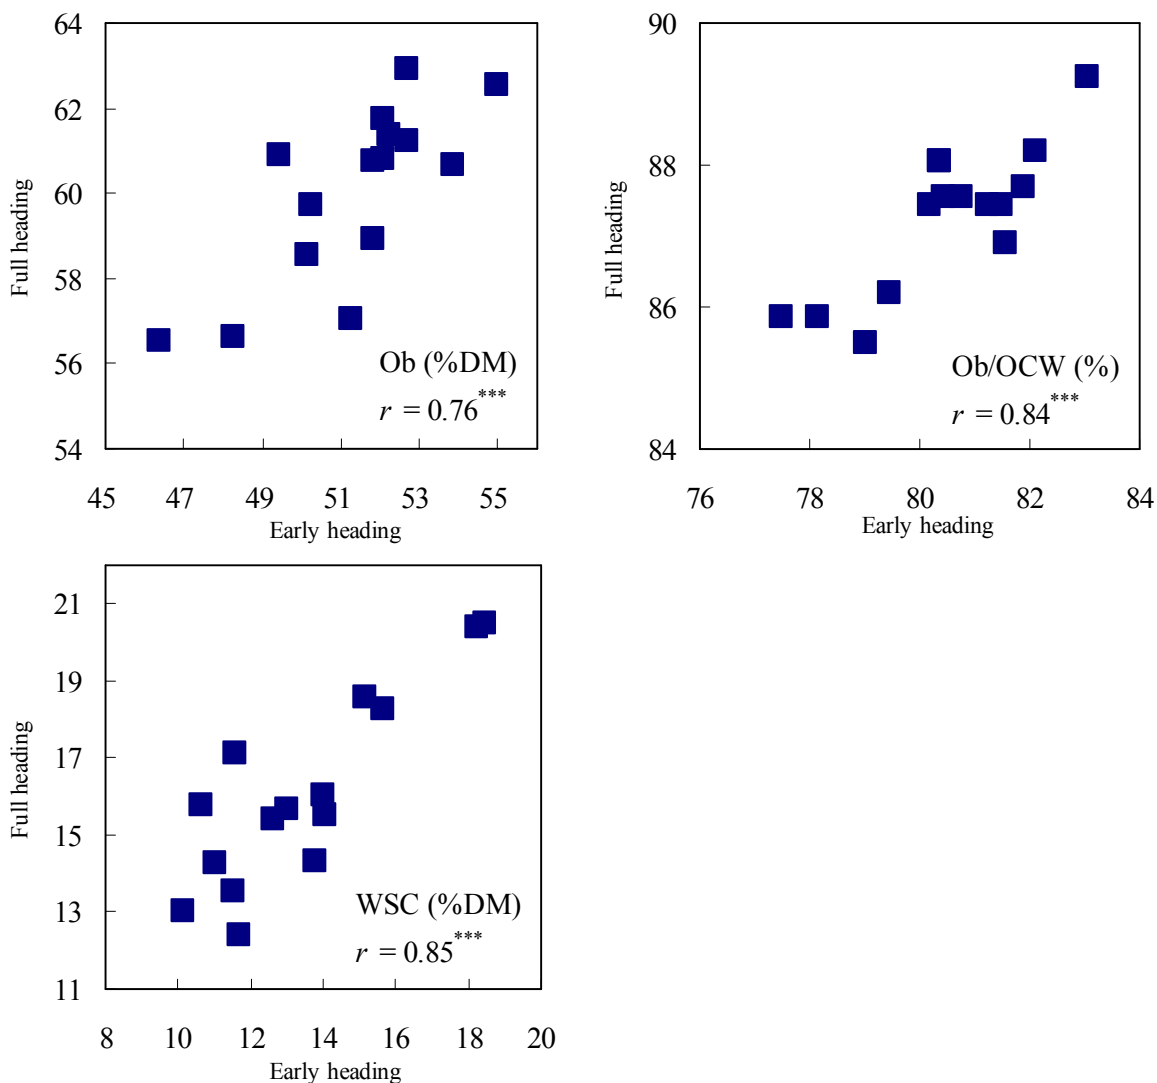 64
62
60
58
56
54
Full heading
Ob (%DM)
r = 0.76***
45 47 49 51 53 55
Early heading
90
88
86
84
Full heading
Ob/OCW (%)
r = 0.84***
76 78 80 82 84
Early heading
21
19
17
15
13
11
Full heading
WSC (%DM)
r = 0.85***
8 10 12 14 16 18 20
Early heading